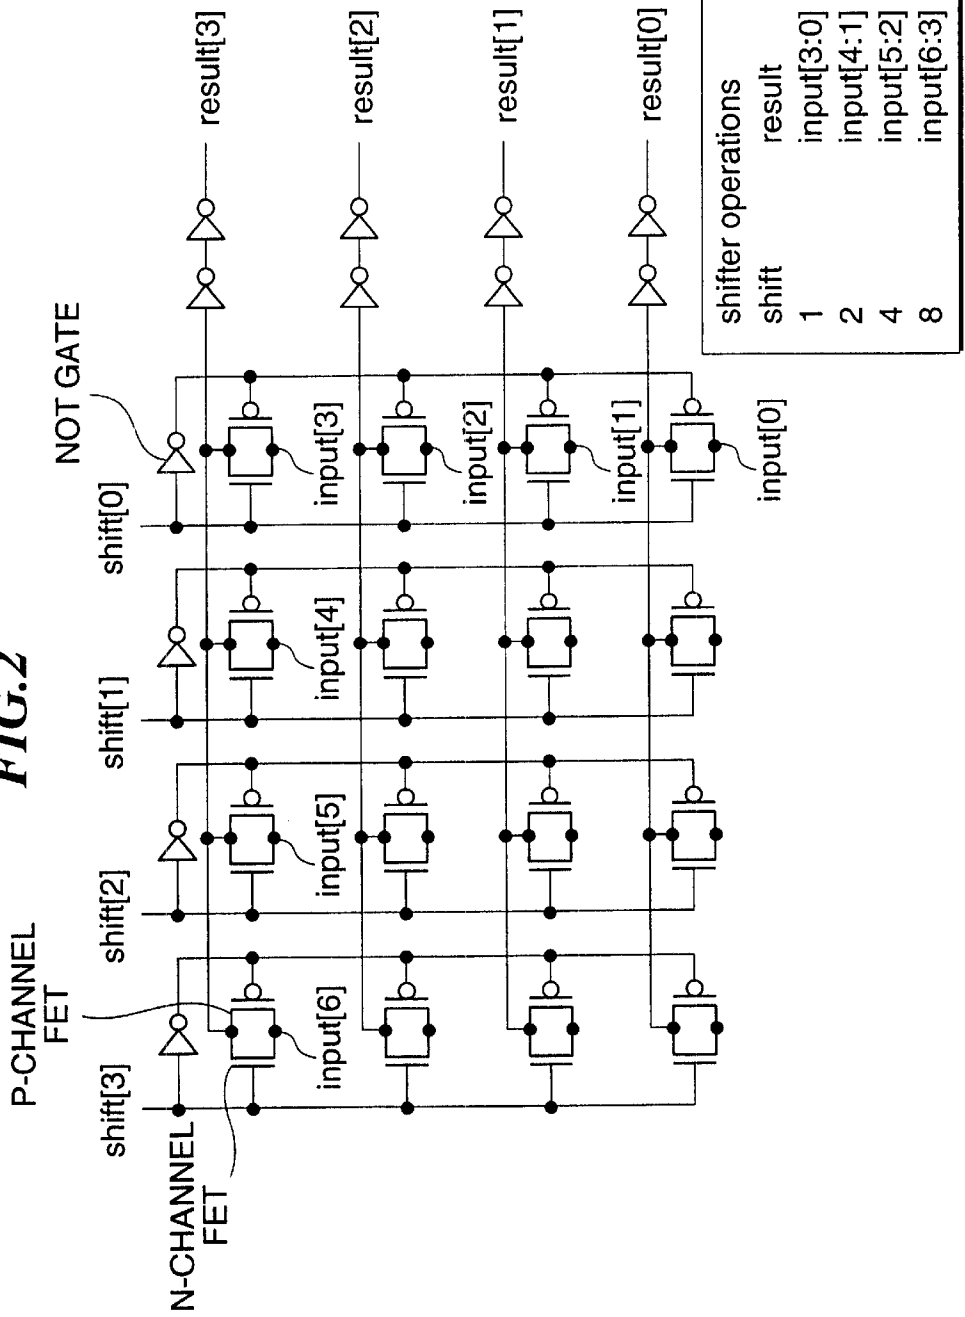 FIG.2
P-CHANNEL
FET
N-CHANNEL
FET
NOT GATE
shift[3]
shift[2]
shift[1]
shift[0]
result[3]
result[2]
result[1]
result[0]
input[6]
input[5]
input[4]
input[3]
input[2]
input[1]
input[0]
shifter operations
shift result
1 input[3:0]
2 input[4:1]
4 input[5:2]
8 input[6:3]